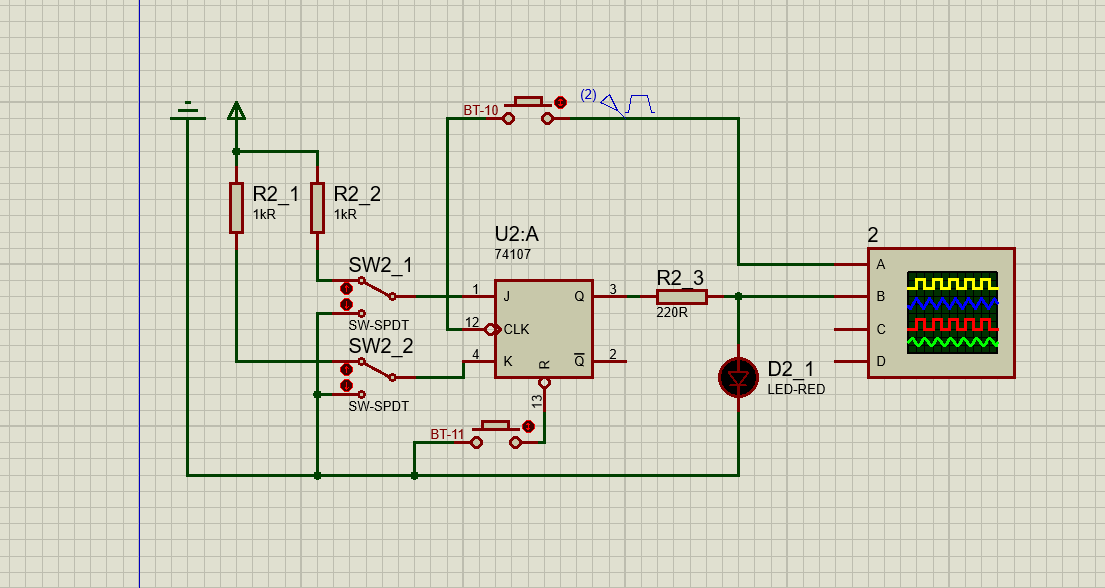 BT-10
(2)
R2_1
1kR
R2_2
1kR
2
U2:A
74107
SW2_1
SW-SPDT
SW2_2
SW-SPDT
1
J
Q
3
12
CLK
4
K
R
Q
2
13
R2_3
220R
A
B
C
D
D2_1
LED-RED
BT-11